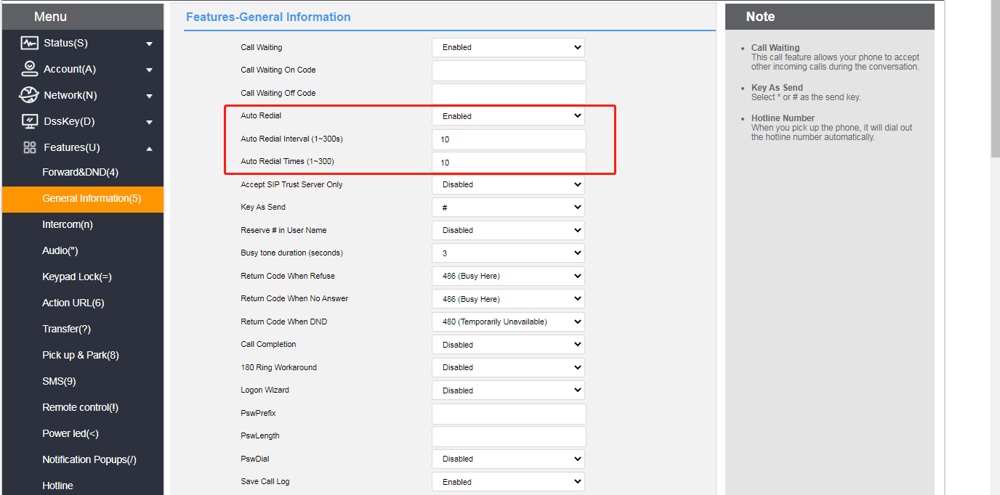 Menu
Status(S)
Account(A)
Network(N)
DssKey(D)
Features(U)
Forward&DND(4)
General Information(5)
Intercom(n)
Audio(")
Keypad Lock(=)
Action URL(6)
Transfer(?)
Pick up & Park(8)
SMS(9)
Remote control(!)
Power led(<)
Notification Popups(/)
Hotline
Features-General Information
Call Waiting Enabled
Call Waiting On Code
Call Waiting Off Code
Auto Redial Enabled
Auto Redial Interval (1~300s) 10
Auto Redial Times (1~300) 10
Accept SIP Trust Server Only Disabled
Key As Send #
Reserve # in User Name Disabled
Busy tone duration (seconds) 3
Return Code When Refuse 486 (Busy Here)
Return Code When No Answer 486 (Busy Here)
Return Code When DND 480 (Temporarily Unavailable)
Call Completion Disabled
180 Ring Workaround Disabled
Logon Wizard Disabled
PswPrefix
PswLength
PswDial Disabled
Save Call Log Enabled
Note
Call Waiting
This call feature allows your phone to accept
other incoming calls during the conversation.
Key As Send
Select * or # as the send key.
Hotline Number
When you pick up the phone, it will dial out
the hotline number automatically.